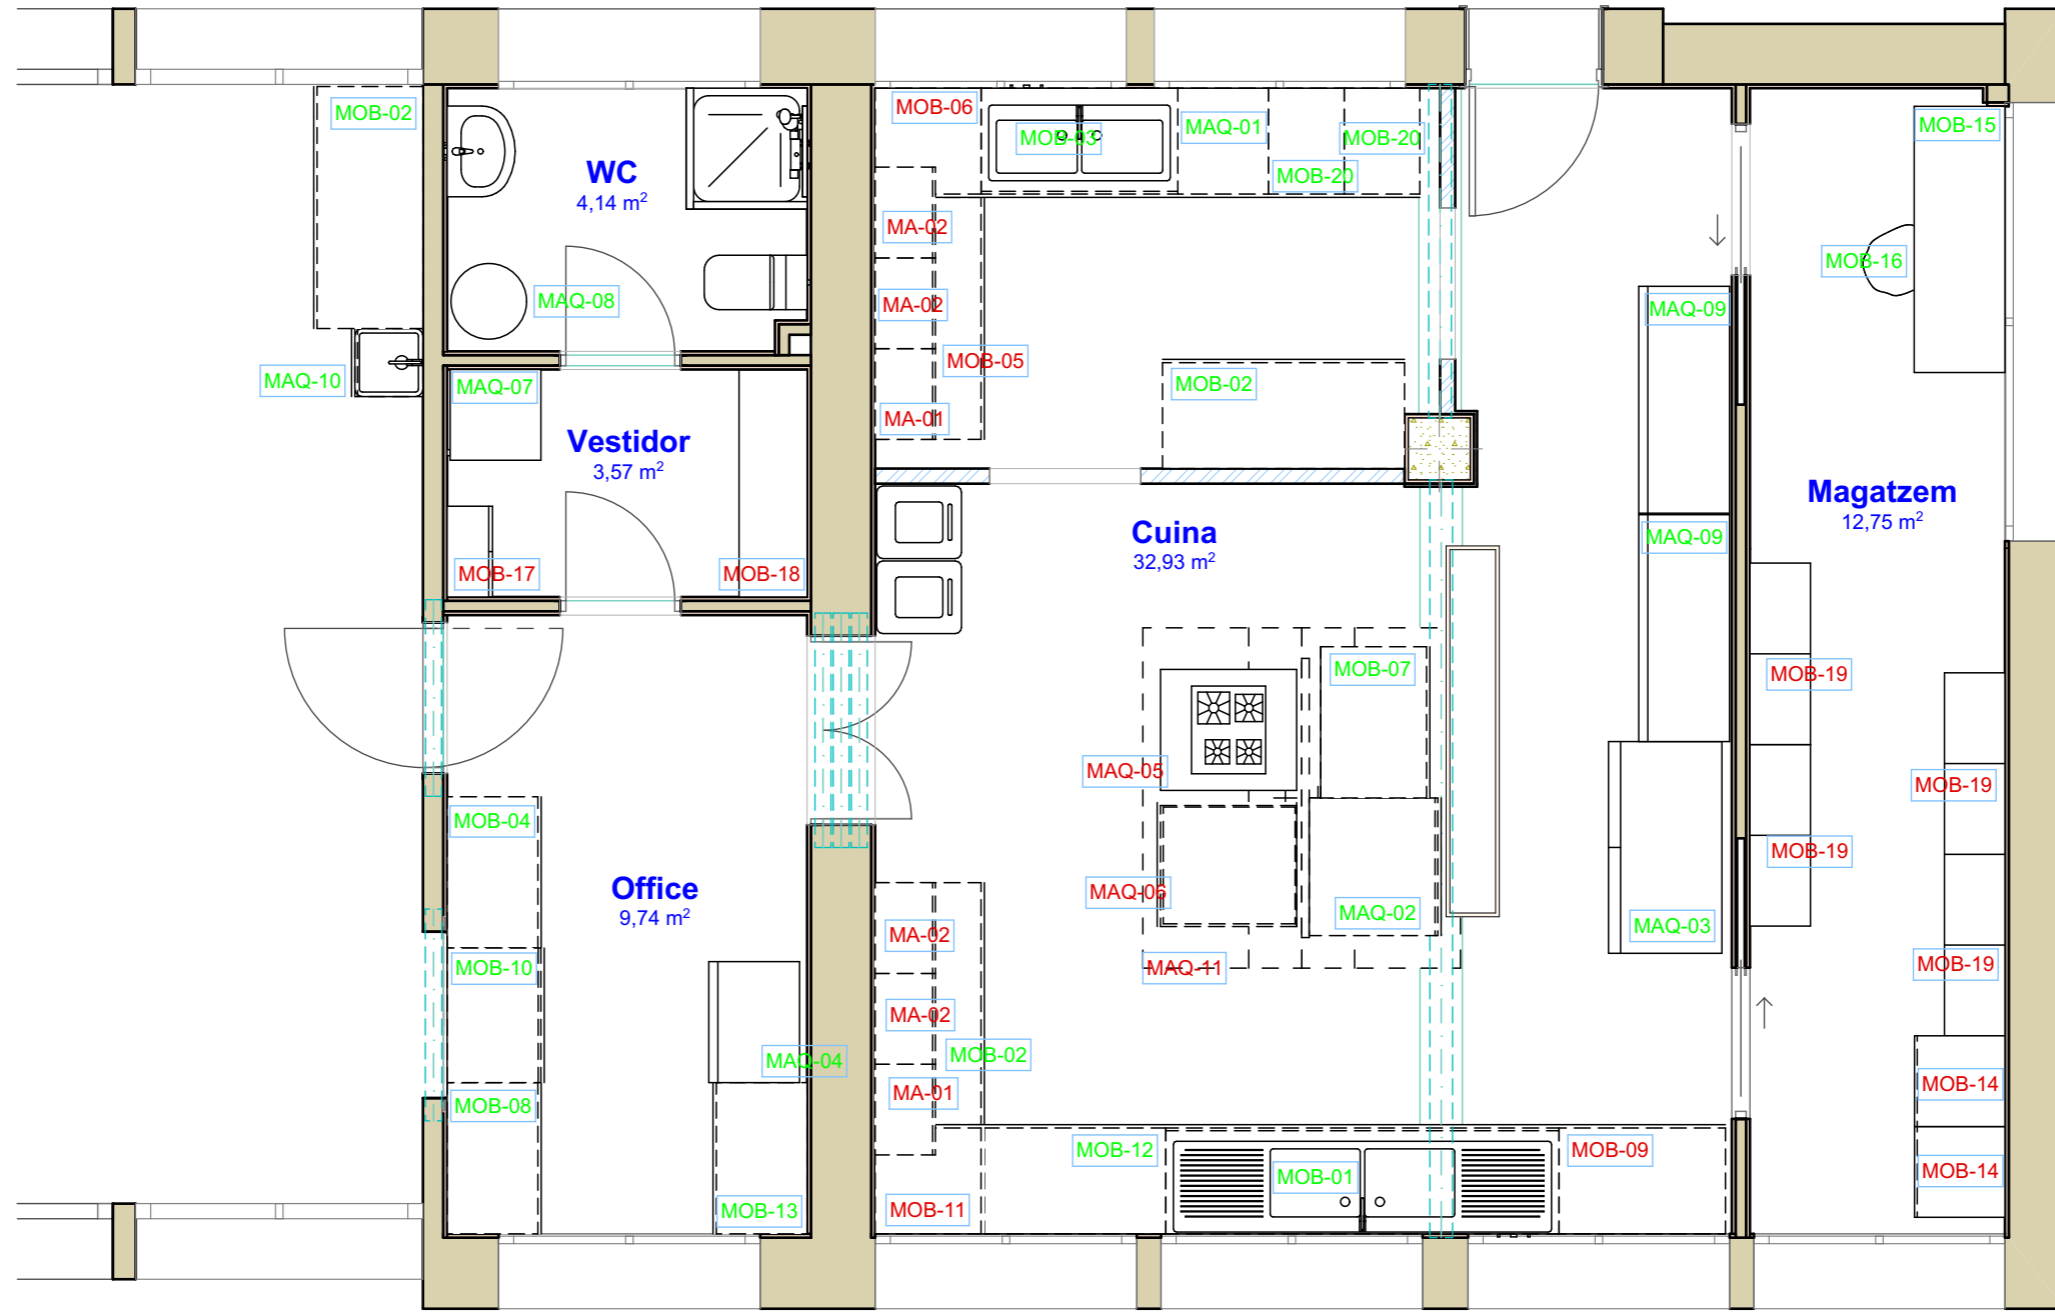 MOB-02
MAQ-10
WC
4,14 m²
MAQ-08
MAQ-07
Vestidor
3,57 m²
MOB-17
MOB-18
MOB-04
MOB-10
MOB-08
Office
9,74 m²
MAQ-04
MOB-13
MOB-06
MOB-03
MAQ-01
MOB-20
MOB-20
MA-02
MA-02
MOB-05
MA-01
MOB-02
Cuina
32,93 m²
MOB-07
MAQ-05
MAQ-06
MAQ-02
MAQ-11
MA-02
MA-02
MOB-02
MA-01
MOB-12
MOB-01
MOB-09
MOB-11
MAQ-09
MAQ-09
MAQ-03
MOB-15
MOB-16
Magatzem
12,75 m²
MOB-19
MOB-19
MOB-19
MOB-19
MOB-14
MOB-14